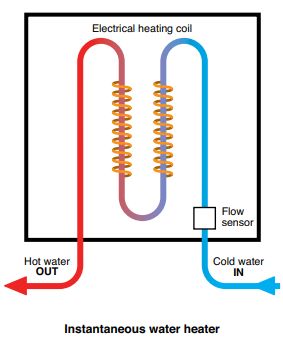 Electrical heating coil
Flow
sensor
Hot water
OUT
Cold water
IN
Instantaneous water heater